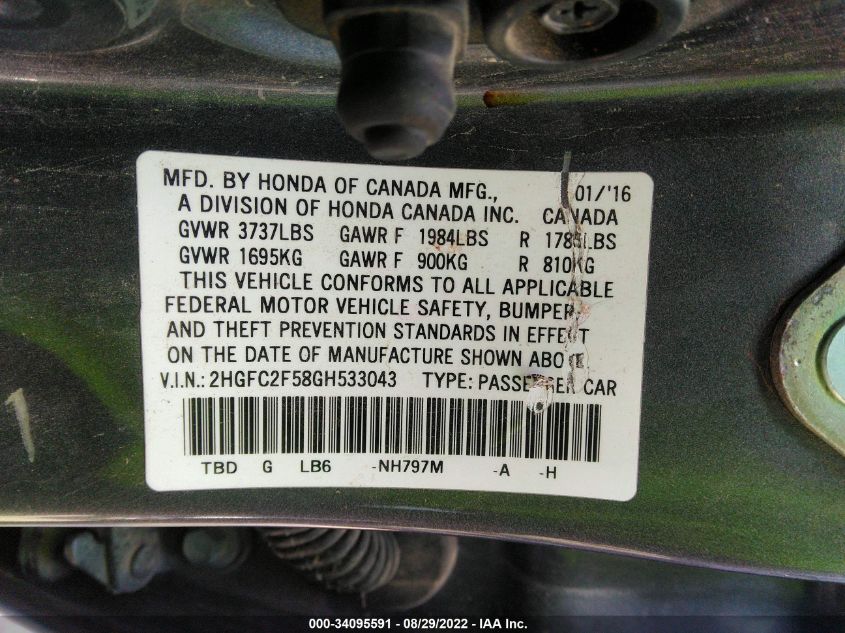 MFD. BY HONDA OF CANADA MFG., 01/'16
A DIVISION OF HONDA CANADA INC. CANADA
GVWR 3737LBS GAWR F 1984LBS R 1785LBS
GVWR 1695KG GAWR F 900KG R 810KG
THIS VEHICLE CONFORMS TO ALL APPLICABLE
FEDERAL MOTOR VEHICLE SAFETY, BUMPER,
AND THEFT PREVENTION STANDARDS IN EFFECT
ON THE DATE OF MANUFACTURE SHOWN ABOVE
V.I.N.: 2HGFC2F58GH533043 TYPE: PASSENGER CAR
TBD G LB6 -NH797M -A -H
000-34095591 - 08/29/2022 - IAA Inc.